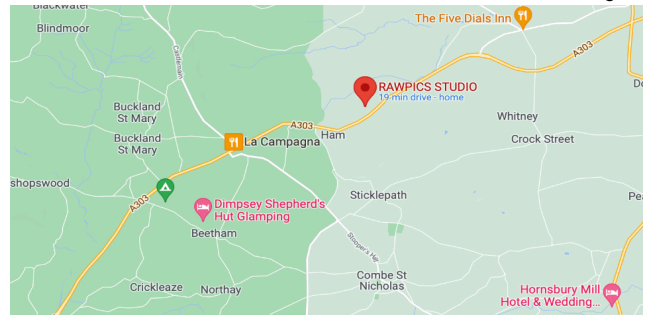 Blackwater
Blindmoor
The Five Dials Inn
A303
Castlemain
RAWPICS STUDIO
19 min drive - home
Buckland
St Mary
Whitney
A303
Ham
Crock Street
Buckland
St Mary
La Campagna
shopswood
Sticklepath
A303
Dimpsey Shepherd's
Hut Glamping
Beetham
Combe St
Nicholas
Crickleaze
Northay
Hornsbury Mill
Hotel & Wedding...